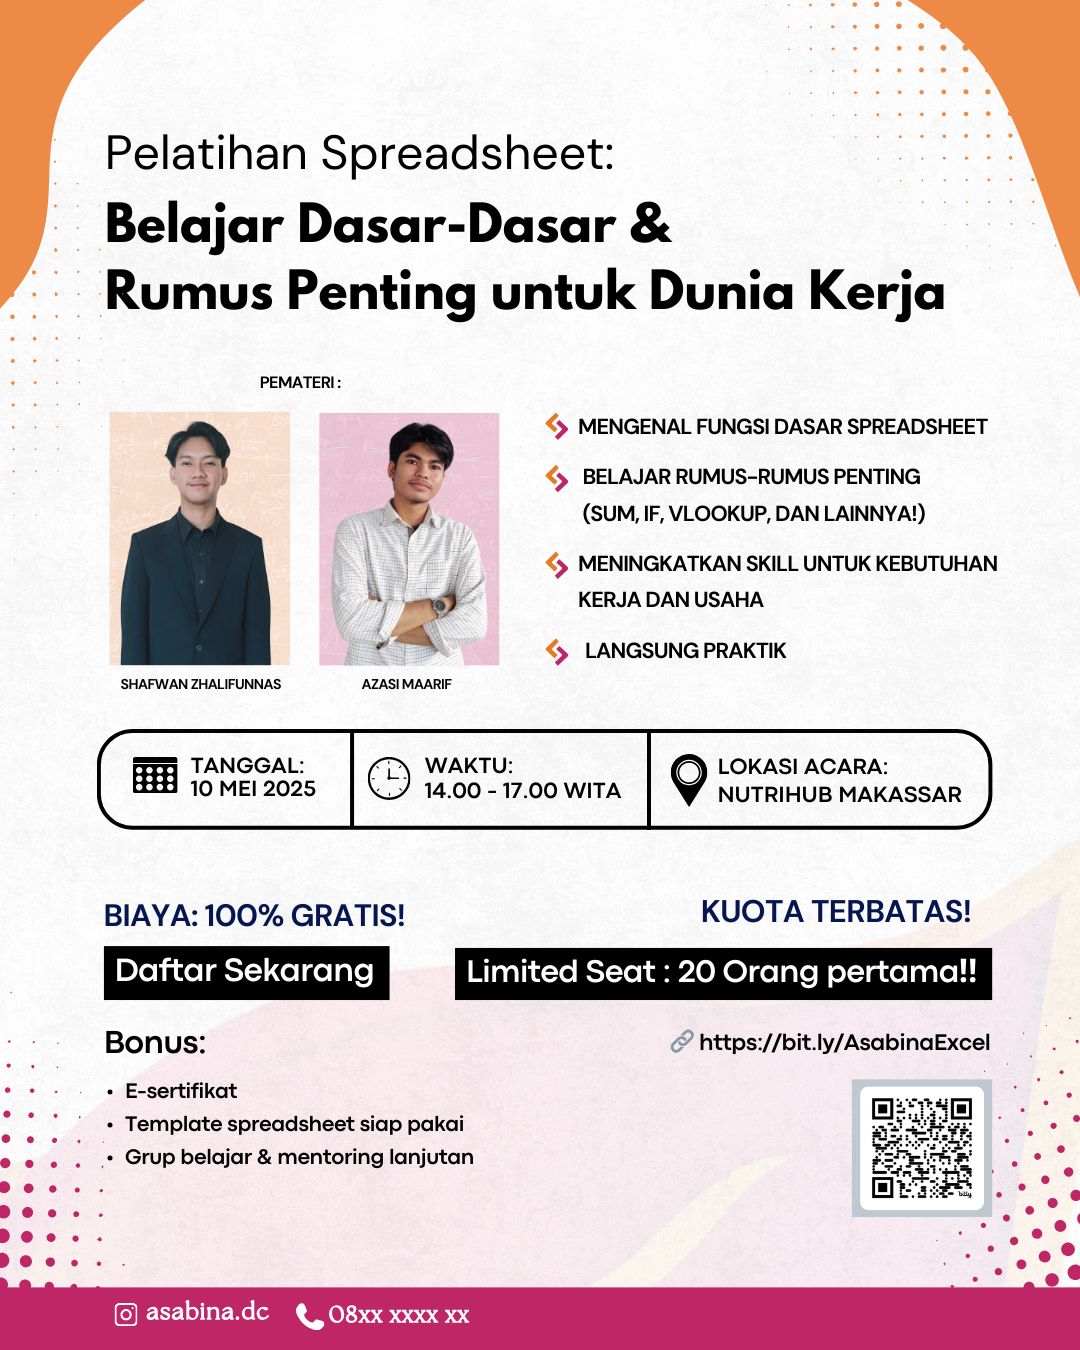 Pelatihan Spreadsheet:
Belajar Dasar-Dasar &
Rumus Penting untuk Dunia Kerja
PEMATERI :
SHAFWAN ZHALIFUNNAS
AZASI MAARIF
MENGENAL FUNGSI DASAR SPREADSHEET
BELAJAR RUMUS-RUMUS PENTING
(SUM, IF, VLOOKUP, DAN LAINNYA!)
MENINGKATKAN SKILL UNTUK KEBUTUHAN
KERJA DAN USAHA
LANGSUNG PRAKTIK
TANGGAL:
10 MEI 2025
WAKTU:
14.00 - 17.00 WITA
LOKASI ACARA:
NUTRIHUB MAKASSAR
BIAYA: 100% GRATIS!
Daftar Sekarang
KUOTA TERBATAS!
Limited Seat : 20 Orang pertama!!
Bonus:
• E-sertifikat
• Template spreadsheet siap pakai
• Grup belajar & mentoring lanjutan
https://bit.ly/AsabinaExcel
bitly
asabina.dc
08xx xxxx xx